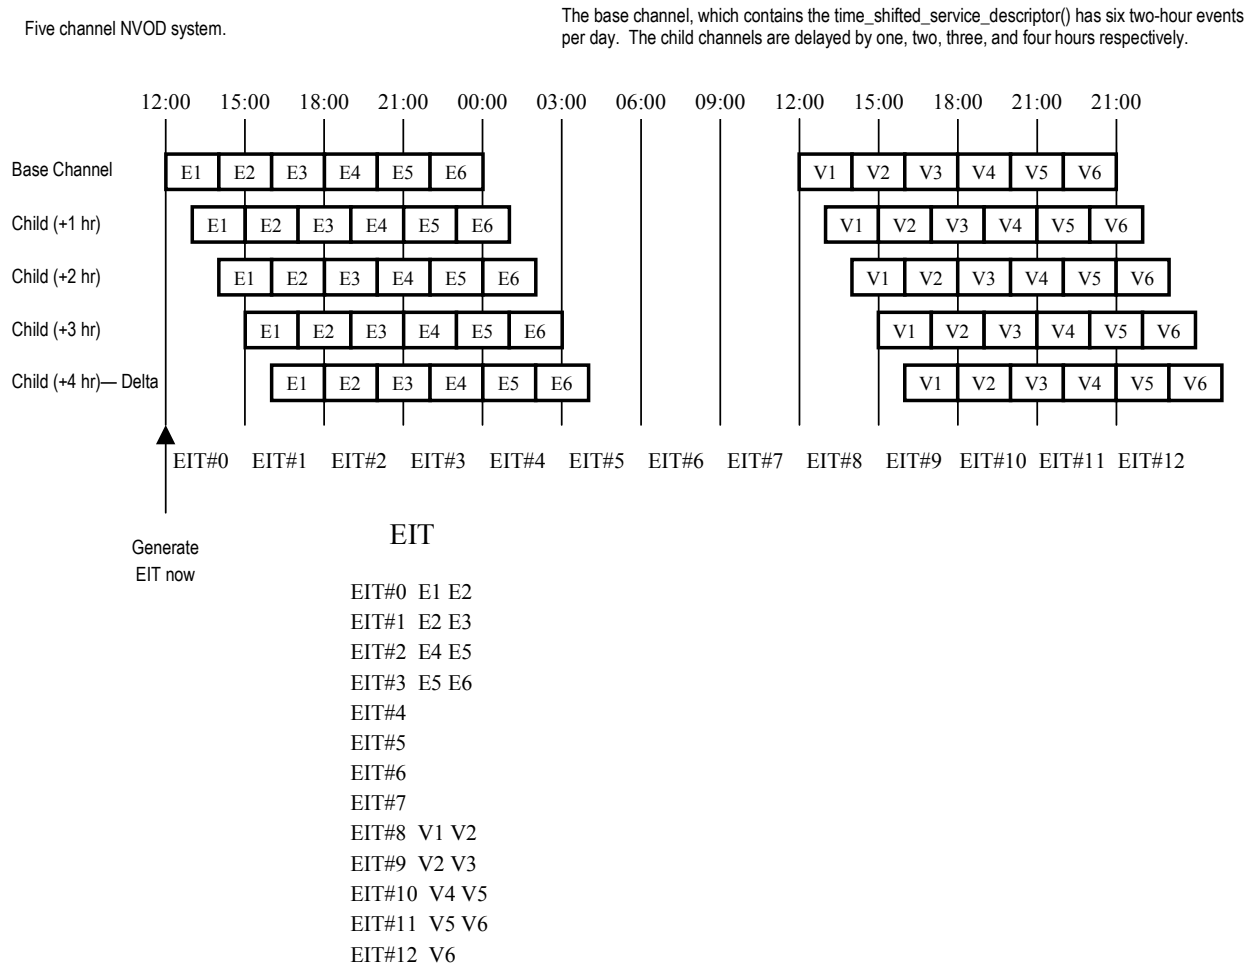 Five channel NVOD system.
The base channel, which contains the time_shifted_service_descriptor() has six two-hour events
per day. The child channels are delayed by one, two, three, and four hours respectively.
12:00 15:00 18:00 21:00 00:00 03:00 06:00 09:00 12:00 15:00 18:00 21:00 21:00
Base Channel E1 E2 E3 E4 E5 E6 V1 V2 V3 V4 V5 V6
Child (+1 hr) E1 E2 E3 E4 E5 E6 V1 V2 V3 V4 V5 V6
Child (+2 hr) E1 E2 E3 E4 E5 E6 V1 V2 V3 V4 V5 V6
Child (+3 hr) E1 E2 E3 E4 E5 E6 V1 V2 V3 V4 V5 V6
Child (+4 hr)— Delta E1 E2 E3 E4 E5 E6 V1 V2 V3 V4 V5 V6
EIT#0 EIT#1 EIT#2 EIT#3 EIT#4 EIT#5 EIT#6 EIT#7 EIT#8 EIT#9 EIT#10 EIT#11 EIT#12
Generate
EIT now
EIT
EIT#0 E1 E2
EIT#1 E2 E3
EIT#2 E4 E5
EIT#3 E5 E6
EIT#4
EIT#5
EIT#6
EIT#7
EIT#8 V1 V2
EIT#9 V2 V3
EIT#10 V4 V5
EIT#11 V5 V6
EIT#12 V6